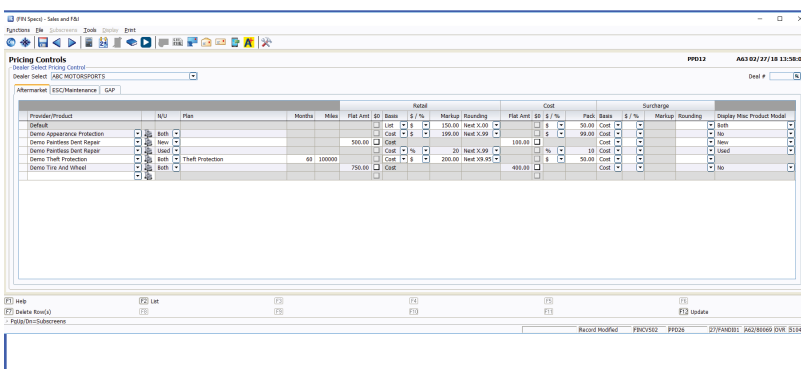 (FIN Specs) - Sales and F&I
Functions File Subscreens Tools Display Print
Pricing Controls PPD12 A63 02/27/18 13:58:0
Dealer Select Pricing Control
Dealer Select ABC MOTORSPORTS Deal #
Aftermarket ESC/Maintenance GAP
Retail Cost Surcharge
Provider/Product N/U Plan Months Miles Flat Amt $0 Basis $ / % Markup Rounding Flat Amt $0 $ / % Pack Basis $ / % Markup Rounding Display Misc Product Modal
Default List $ 150.00 Next X.00 $ 50.00 Cost Both
Demo Appearance Protection Both Cost $ 199.00 Next X.99 $ 99.00 Cost No
Demo Paintless Dent Repair New 500.00 Cost 100.00 Cost New
Demo Paintless Dent Repair Used Cost % 20 Next X.99 % 10 Cost Used
Demo Theft Protection Both Theft Protection 60 100000 Cost $ 200.00 Next X9.95 $ 50.00 Cost
Demo Tire And Wheel Both 750.00 Cost 400.00 Cost No
F1 Help F2 List F3 F4 F5 F6
F7 Delete Row(s) F8 F9 F10 F11 F12 Update
PgUp/Dn=Subscreens
Record Modified FINCV502 PPD26 27/FANDI01 A62/80069 OVR 5104